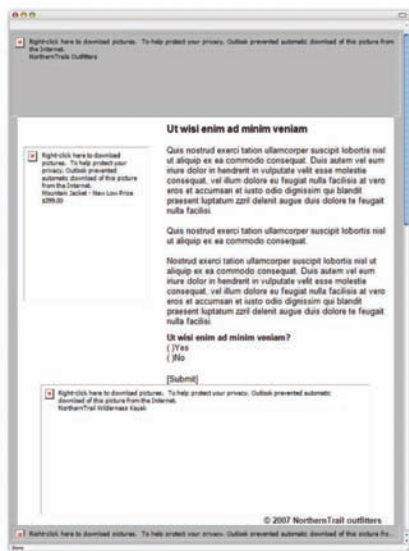 Right-click here to download pictures. To help protect your privacy, Outlook prevented automatic download of this picture from
the Internet.
NorthernTrails Outfitters
Ut wisi enim ad minim veniam
Right-click here to download
pictures. To help protect your
privacy, Outlook prevented
automatic download of this picture
from the Internet.
Mountain Jacket - New Low Price
$399.00
Quis nostrud exerci tation ullamcorper suscipit lobortis nisl
ut aliquip ex ea commodo consequat. Duis autem vel eum
iriure dolor in hendrerit in vulputate velit esse molestie
consequat, vel illum dolore eu feugiat nulla facilisis at vero
eros et accumsan et iusto odio dignissim qui blandit
praesent luptatum zzril delenit augue duis dolore te feugait
nulla facilisi.
Quis nostrud exerci tation ullamcorper suscipit lobortis nisl
ut aliquip ex ea commodo consequat.
Nostrud exerci tation ullamcorper suscipit lobortis nisl ut
aliquip ex ea commodo consequat. Duis autem vel eum
iriure dolor in hendrerit in vulputate velit esse molestie
consequat, vel illum dolore eu feugiat nulla facilisis at vero
eros et accumsan et iusto odio dignissim qui blandit
praesent luptatum zzril delenit augue duis dolore te feugait
nulla facilisi.
Ut wisi enim ad minim veniam?
( )Yes
( )No
[Submit]
Right-click here to download pictures. To help protect your privacy, Outlook prevented automatic
download of this picture from the Internet.
NorthernTrail Wilderness Kayak
© 2007 NorthernTrail outfitters
Right-click here to download pictures. To help protect your privacy, Outlook prevented automatic download of this picture fro...
Done